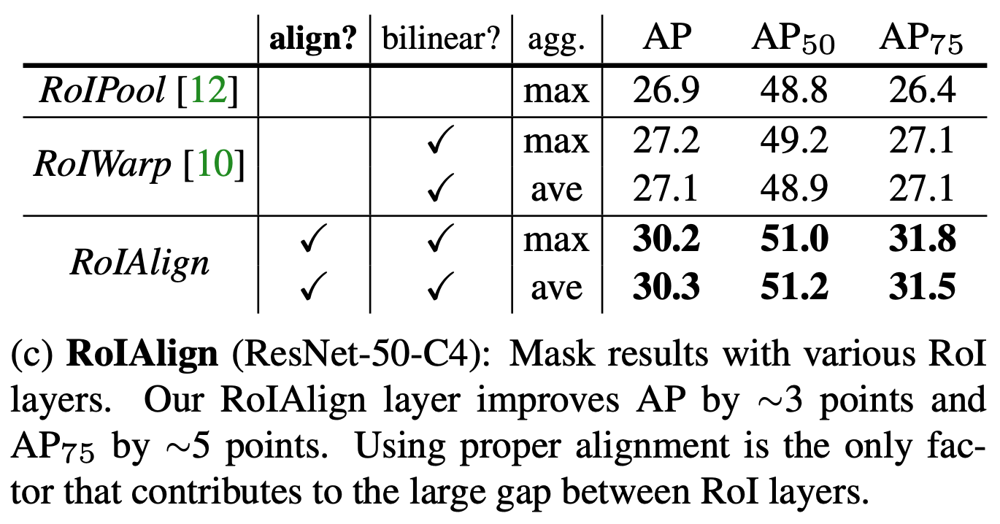 align? bilinear? agg. AP AP75 AP50
RoIPool [12] max 26.9 48.8 26.4
RoIWarp [10] ✓ max 27.2 49.2 27.1
✓ ave 27.1 48.9 27.1
RoIAlign ✓ ✓ max 30.2 51.0 31.8
✓ ✓ ave 30.3 51.2 31.5
(c) RoIAlign (ResNet-50-C4): Mask results with various RoI
layers. Our RoIAlign layer improves AP by ~3 points and
AP75 by ~5 points. Using proper alignment is the only fac-
tor that contributes to the large gap between RoI layers.